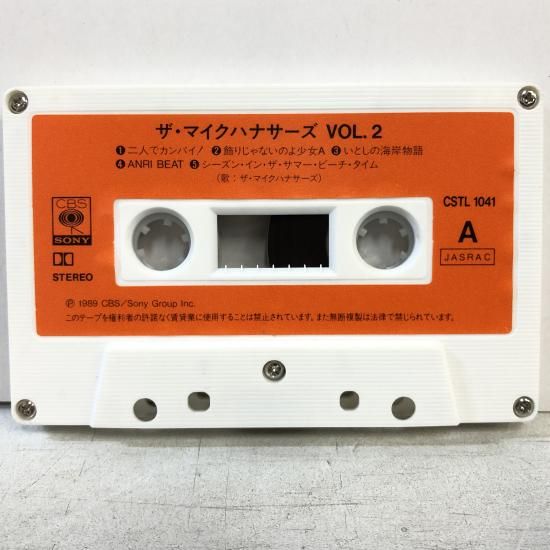 ザ・マイクハナサーズ VOL.2
❶二人でカンパイ! ❷飾りじゃないのよ少女A ❸いとしの海岸物語
❹ANRI BEAT ❺シーズン・イン・ザ・サマー・ビーチ・タイム
(歌:ザ・マイクハナサーズ)
CBS
SONY
STEREO
CSTL 1041
A
JASRAC
Ⓟ 1989 CBS/Sony Group Inc.
このテープを権利者の許諾なく賃貸業に使用することは禁止されています。また無断複製は法律で禁じられています。